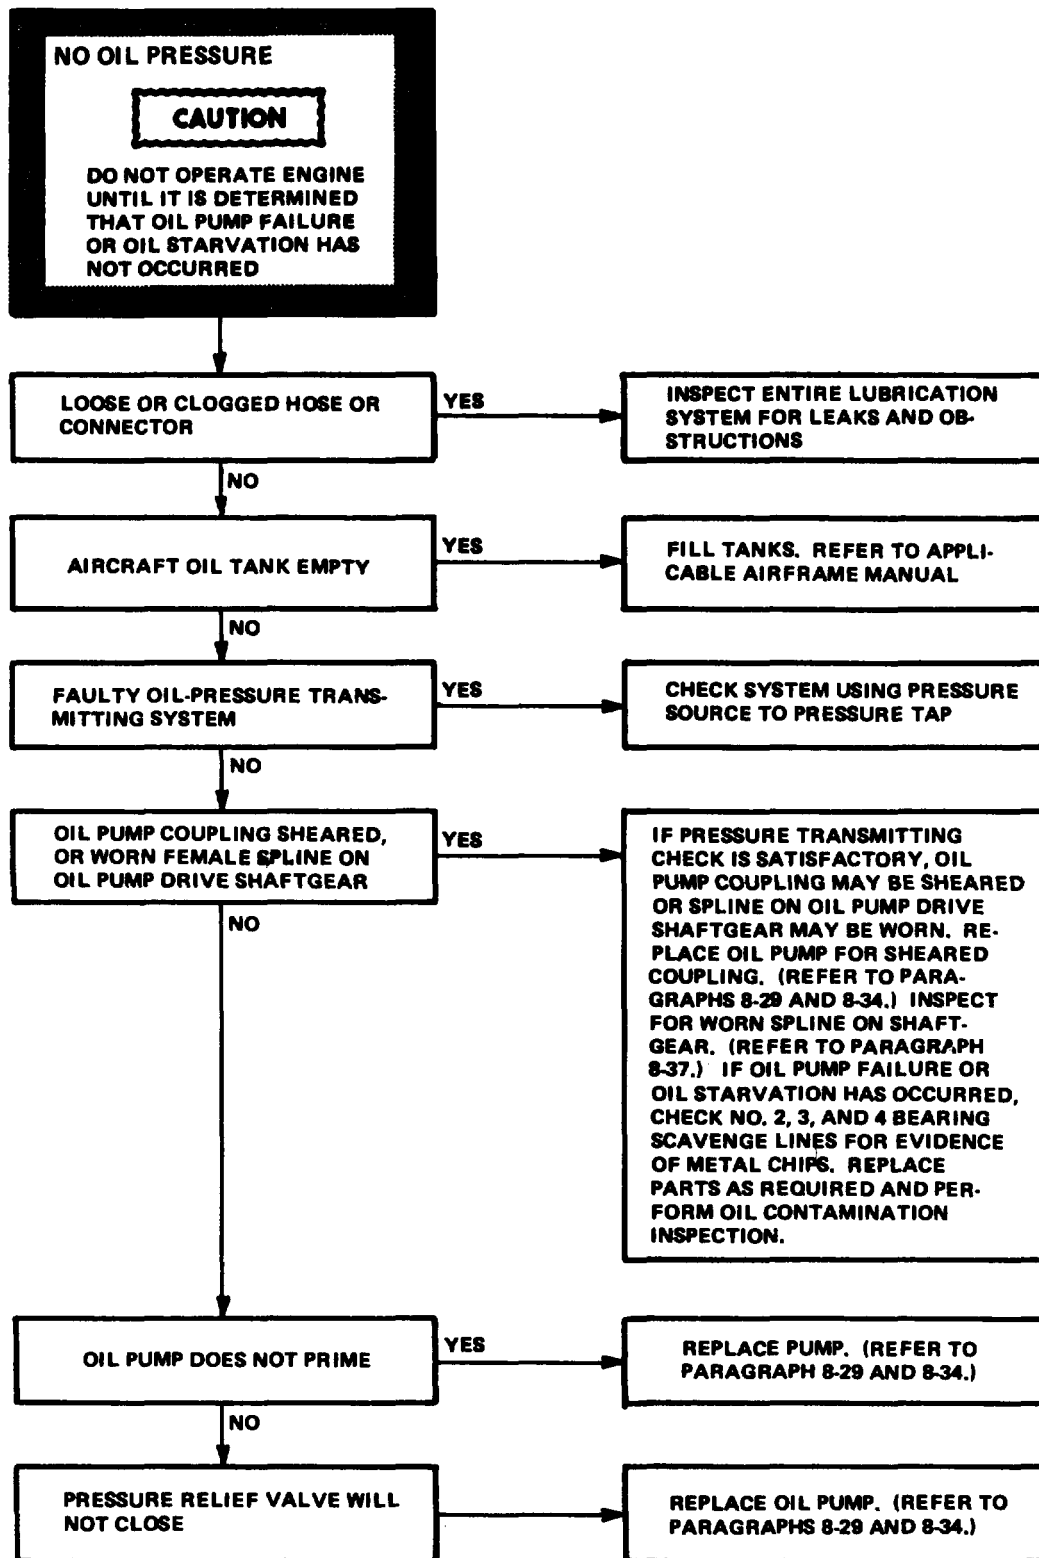 NO OIL PRESSURE
CAUTION
DO NOT OPERATE ENGINE
UNTIL IT IS DETERMINED
THAT OIL PUMP FAILURE
OR OIL STARVATION HAS
NOT OCCURRED
LOOSE OR CLOGGED HOSE OR
CONNECTOR
YES
INSPECT ENTIRE LUBRICATION
SYSTEM FOR LEAKS AND OB-
STRUCTIONS
NO
AIRCRAFT OIL TANK EMPTY
YES
FILL TANKS. REFER TO APPLI-
CABLE AIRFRAME MANUAL
NO
FAULTY OIL-PRESSURE TRANS-
MITTING SYSTEM
YES
CHECK SYSTEM USING PRESSURE
SOURCE TO PRESSURE TAP
NO
OIL PUMP COUPLING SHEARED,
OR WORN FEMALE SPLINE ON
OIL PUMP DRIVE SHAFTGEAR
YES
IF PRESSURE TRANSMITTING
CHECK IS SATISFACTORY, OIL
PUMP COUPLING MAY BE SHEARED
OR SPLINE ON OIL PUMP DRIVE
SHAFTGEAR MAY BE WORN. RE-
PLACE OIL PUMP FOR SHEARED
COUPLING. (REFER TO PARA-
GRAPHS 8-29 AND 8-34.) INSPECT
FOR WORN SPLINE ON SHAFT-
GEAR. (REFER TO PARAGRAPH
8-37.) IF OIL PUMP FAILURE OR
OIL STARVATION HAS OCCURRED,
CHECK NO. 2, 3, AND 4 BEARING
SCAVENGE LINES FOR EVIDENCE
OF METAL CHIPS. REPLACE
PARTS AS REQUIRED AND PER-
FORM OIL CONTAMINATION
INSPECTION.
NO
OIL PUMP DOES NOT PRIME
YES
REPLACE PUMP. (REFER TO
PARAGRAPH 8-29 AND 8-34.)
NO
PRESSURE RELIEF VALVE WILL
NOT CLOSE
REPLACE OIL PUMP. (REFER TO
PARAGRAPHS 8-29 AND 8-34.)